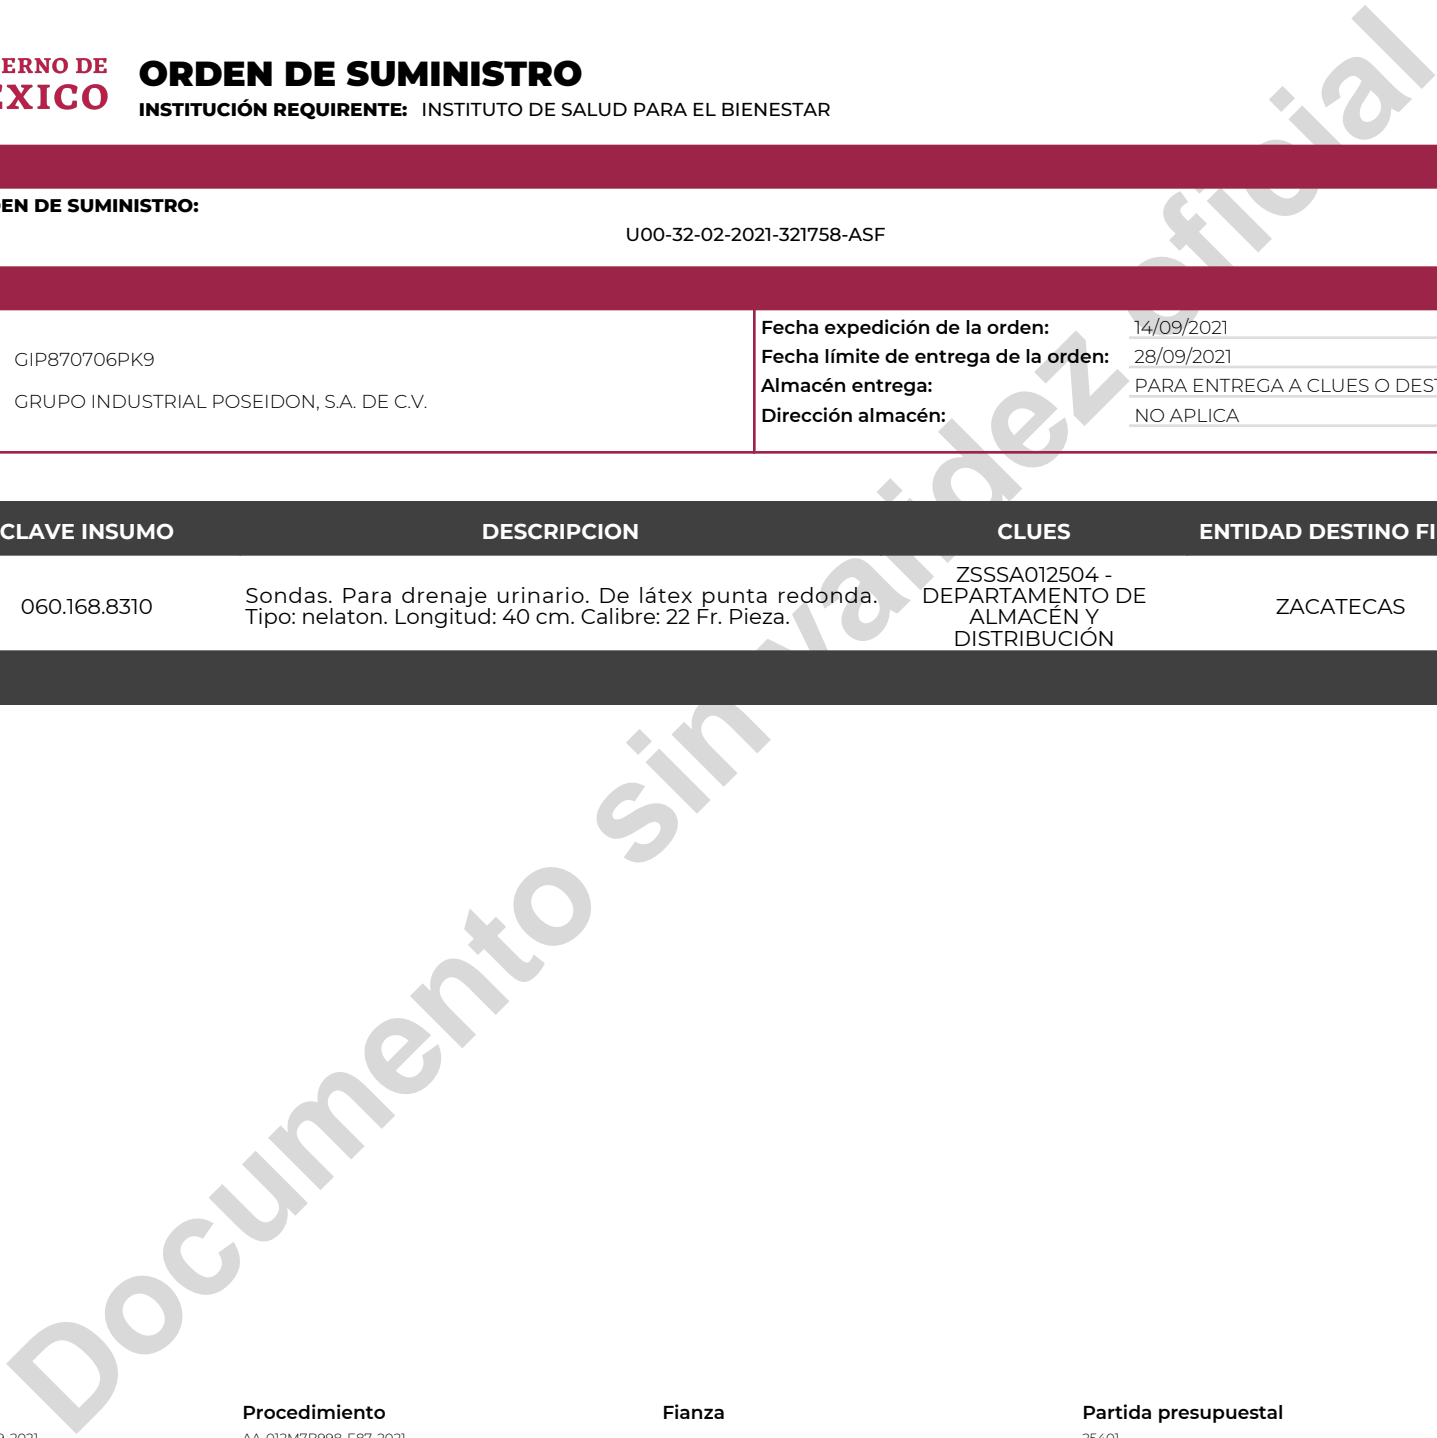 ERNO DE
EXICO
ORDEN DE SUMINISTRO
INSTITUCIÓN REQUIRENTE: INSTITUTO DE SALUD PARA EL BIENESTAR
EN DE SUMINISTRO:
U00-32-02-2021-321758-ASF
GIP870706PK9
GRUPO INDUSTRIAL POSEIDON, S.A. DE C.V.
Fecha expedición de la orden: 14/09/2021
Fecha límite de entrega de la orden: 28/09/2021
Almacén entrega: PARA ENTREGA A CLUES O DEST
Dirección almacén: NO APLICA
CLAVE INSUMO DESCRIPCION CLUES ENTIDAD DESTINO FI
060.168.8310
Sondas. Para drenaje urinario. De látex punta redonda.
Tipo: nelaton. Longitud: 40 cm. Calibre: 22 Fr. Pieza.
ZSSSA012504 -
DEPARTAMENTO DE
ALMACÉN Y
DISTRIBUCIÓN
ZACATECAS
Documento sin validez oficial
Procedimiento Fianza Partida presupuestal